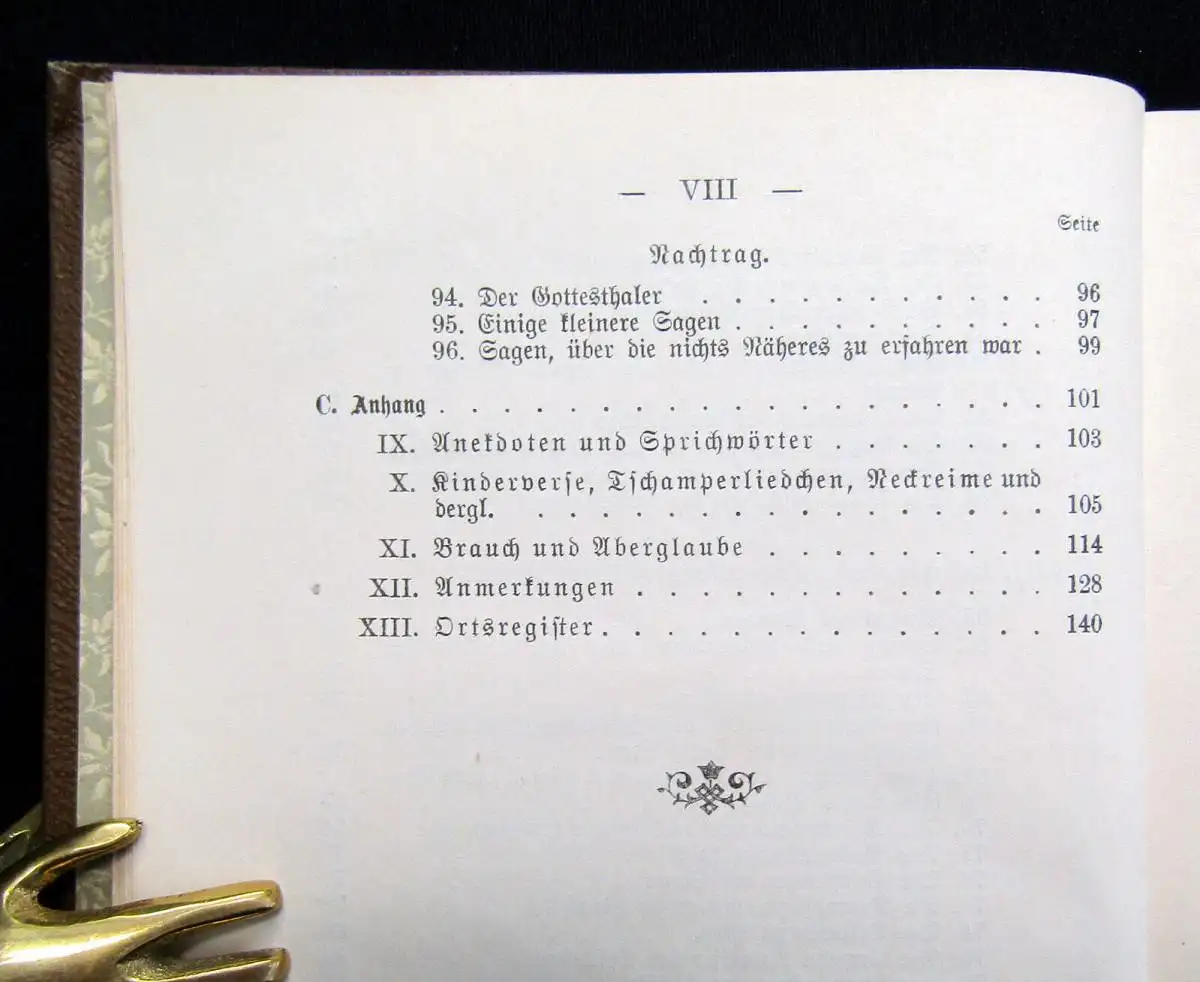 — VIII —
Seite
Nachtrag.
94. Der Gottesthaler . . . . . . . . . . . 96
95. Einige kleinere Sagen . . . . . . . . . . 97
96. Sagen, über die nichts Näheres zu erfahren war . 99
C. Anhang . . . . . . . . . . . . . . . . . . . 101
IX. Anekdoten und Sprichwörter . . . . . . . 103
X. Kinderverse, Tschamperliedchen, Neckreime und
dergl. . . . . . . . . . . . . . . . . 105
XI. Brauch und Aberglaube . . . . . . . . . 114
XII. Anmerkungen . . . . . . . . . . . . . 128
XIII. Ortsregister . . . . . . . . . . . . . . 140